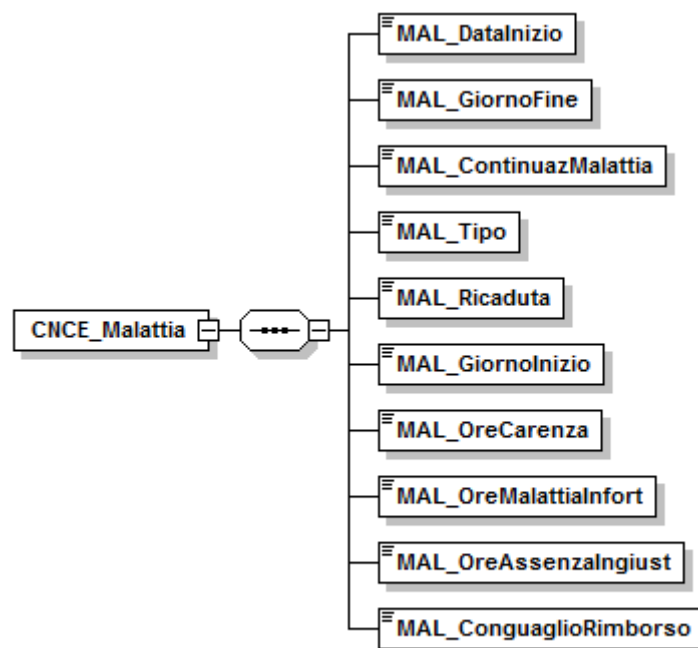 MAL_DataInizio
MAL_GiornoFine
MAL_ContinuazMalattia
MAL_Tipo
MAL_Ricaduta
CNCE_Malattia
MAL_GiornoInizio
MAL_OreCarenza
MAL_OreMalattiaInfort
MAL_OreAssenzaIngiust
MAL_ConguaglioRimborso